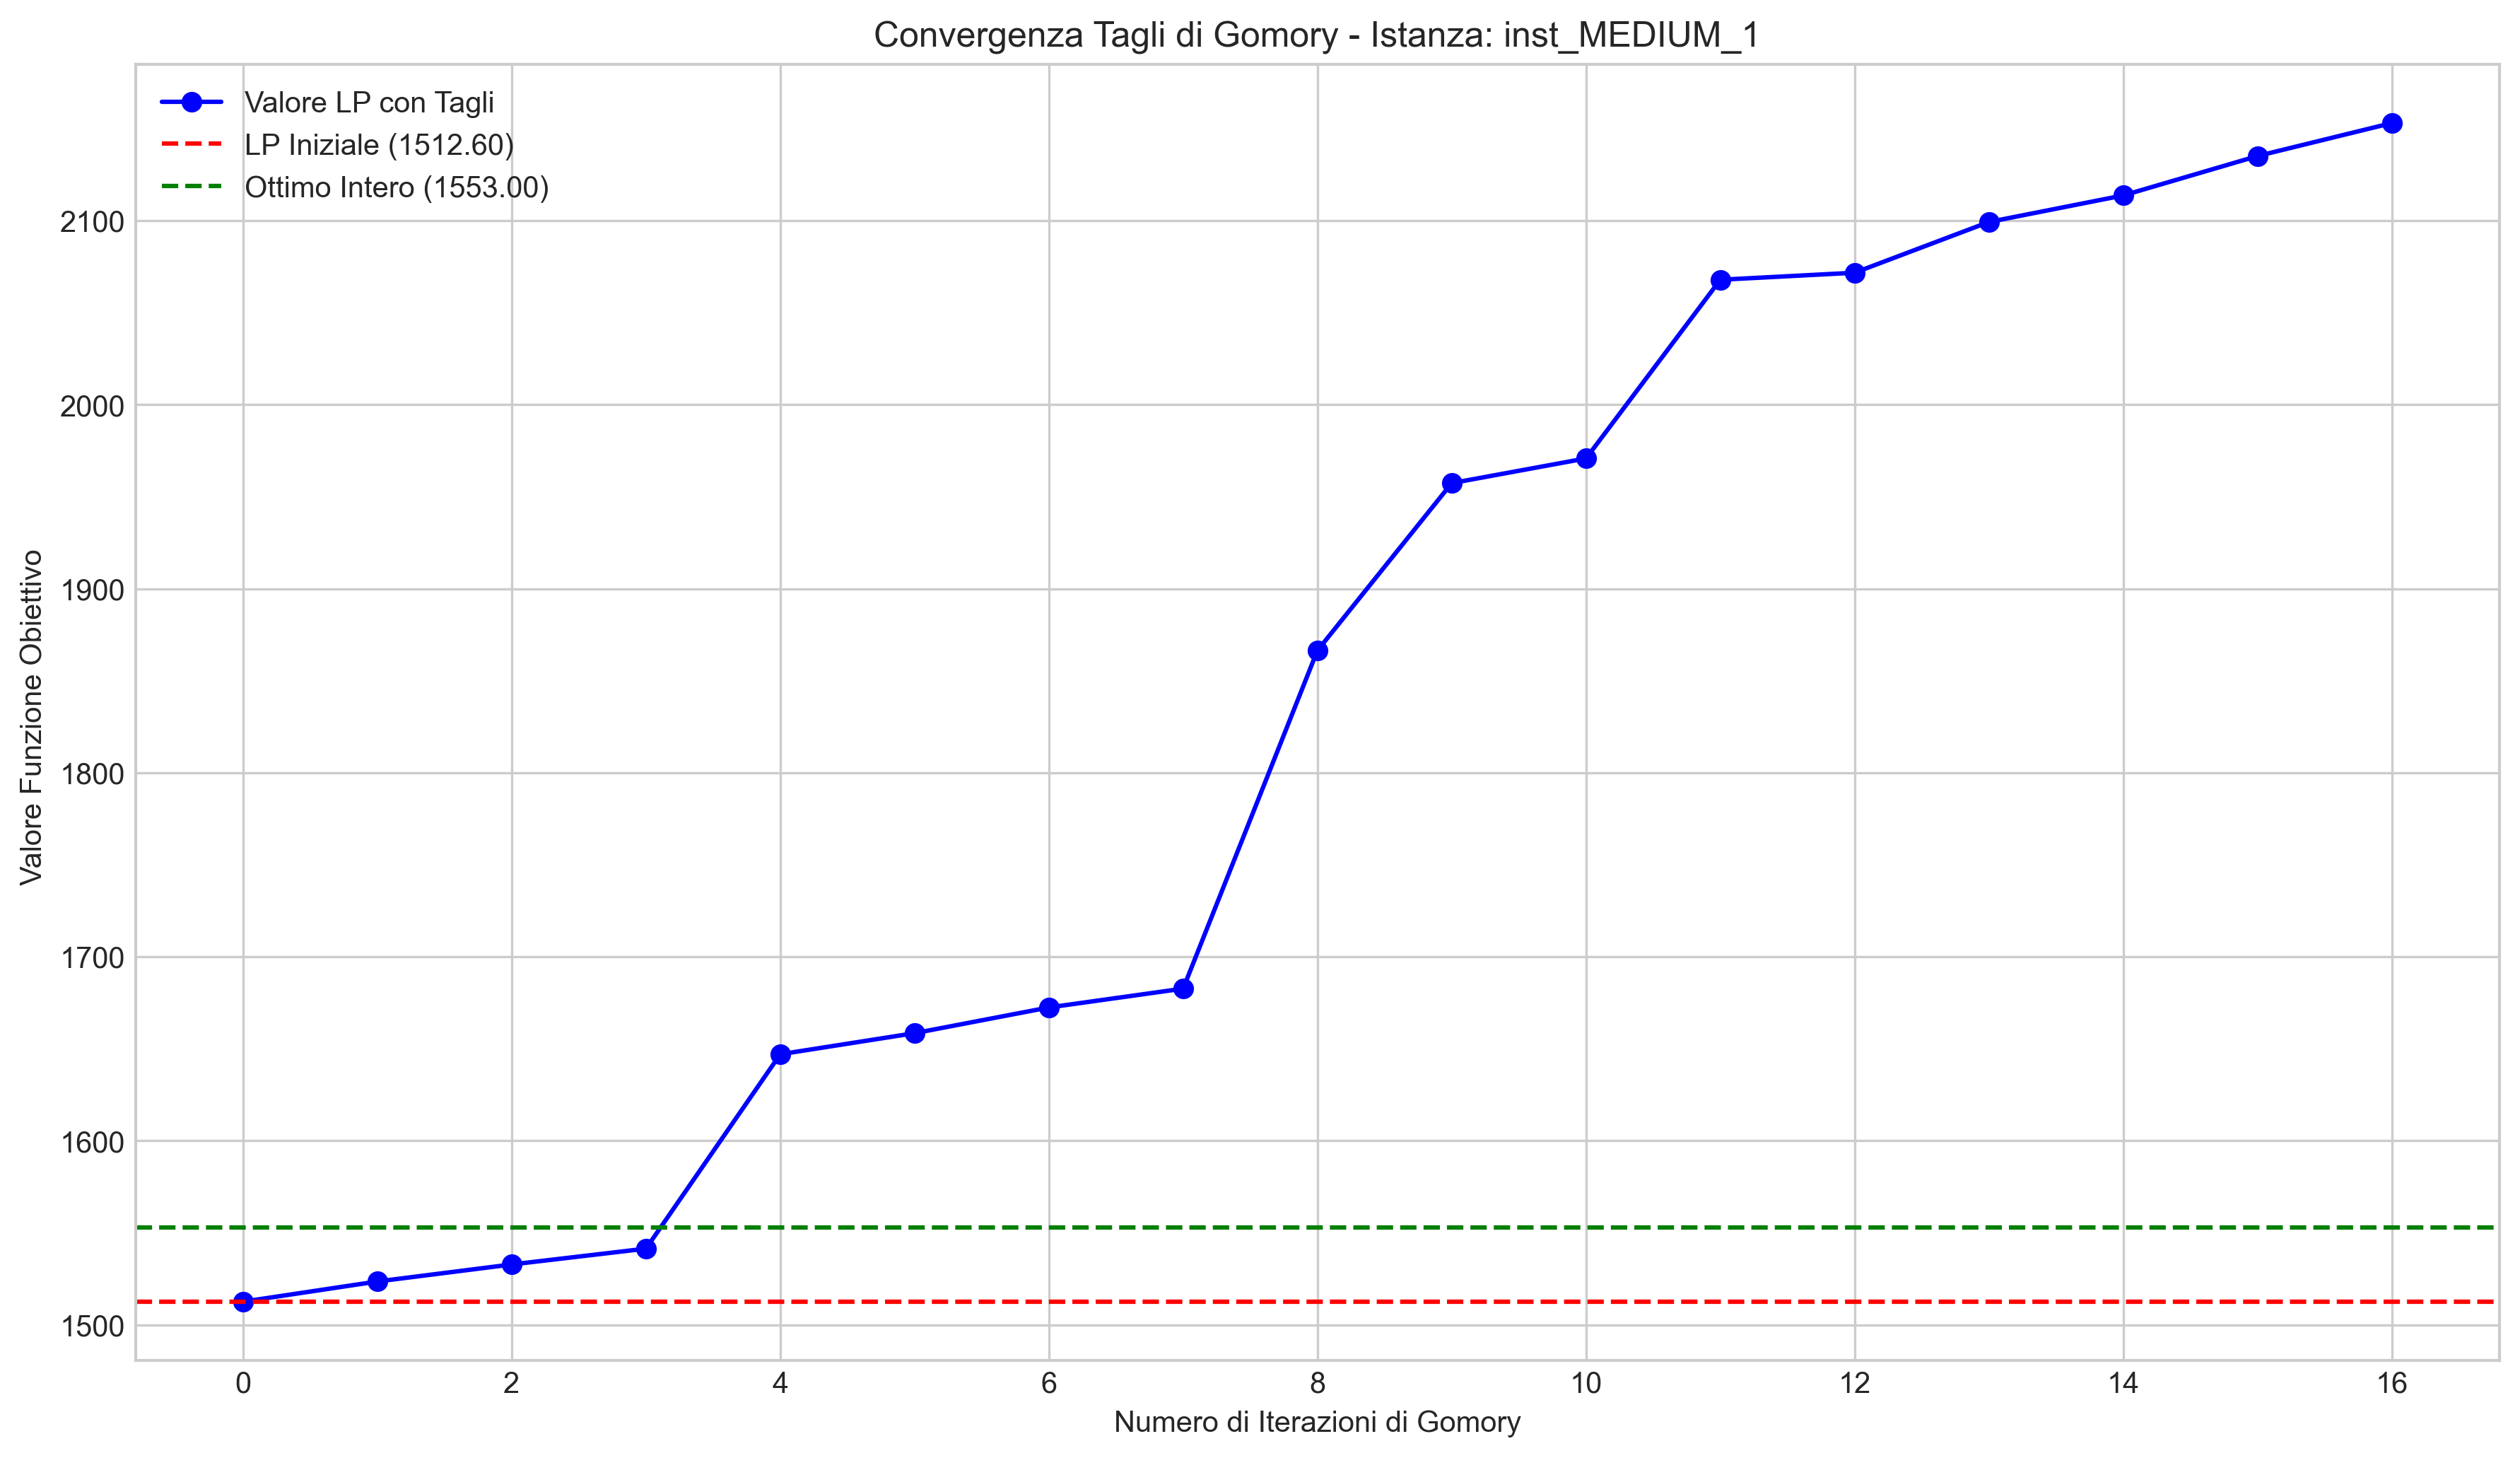 Convergenza Tagli di Gomory - Istanza: inst_MEDIUM_1
Valore LP con Tagli
LP Iniziale (1512.60)
Ottimo Intero (1553.00)
2100
2000
1900
1800
1700
1600
1500
Valore Funzione Obiettivo
0 2 4 6 8 10 12 14 16
Numero di Iterazioni di Gomory